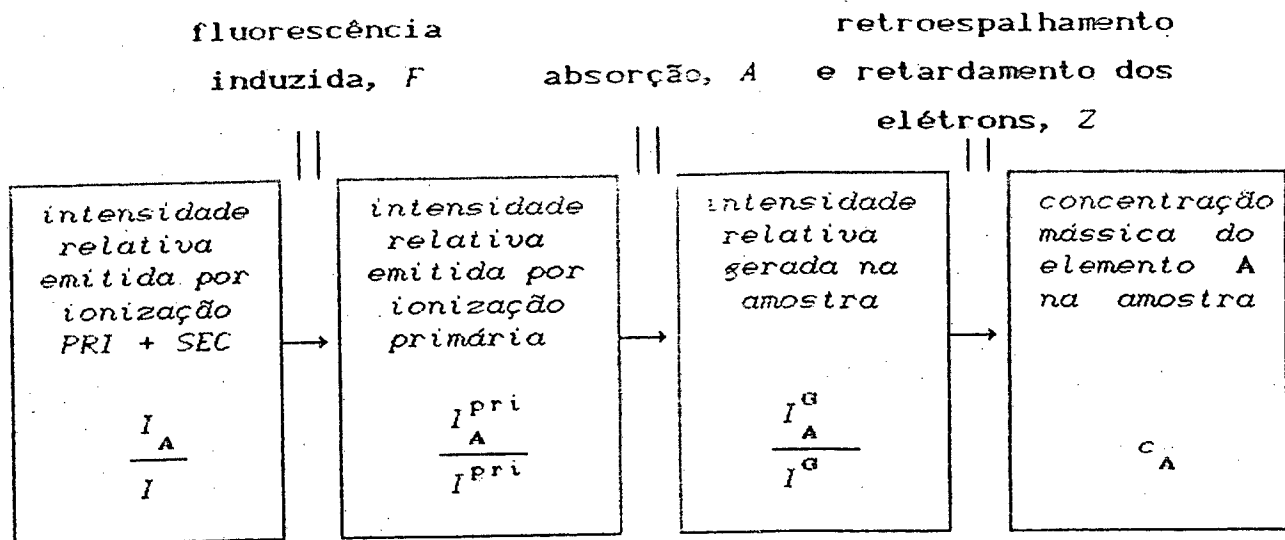 fluorescência
induzida, F
absorção, A
retroespalhamento
e retardamento dos
elétrons, Z
intensidade
relativa
emitida por
ionização
PRI + SEC
I_A
I
intensidade
relativa
emitida por
ionização
primária
I_A^pri
I^pri
intensidade
relativa
gerada na
amostra
I_A^G
I^G
concentração
mássica do
elemento A
na amostra
c_A